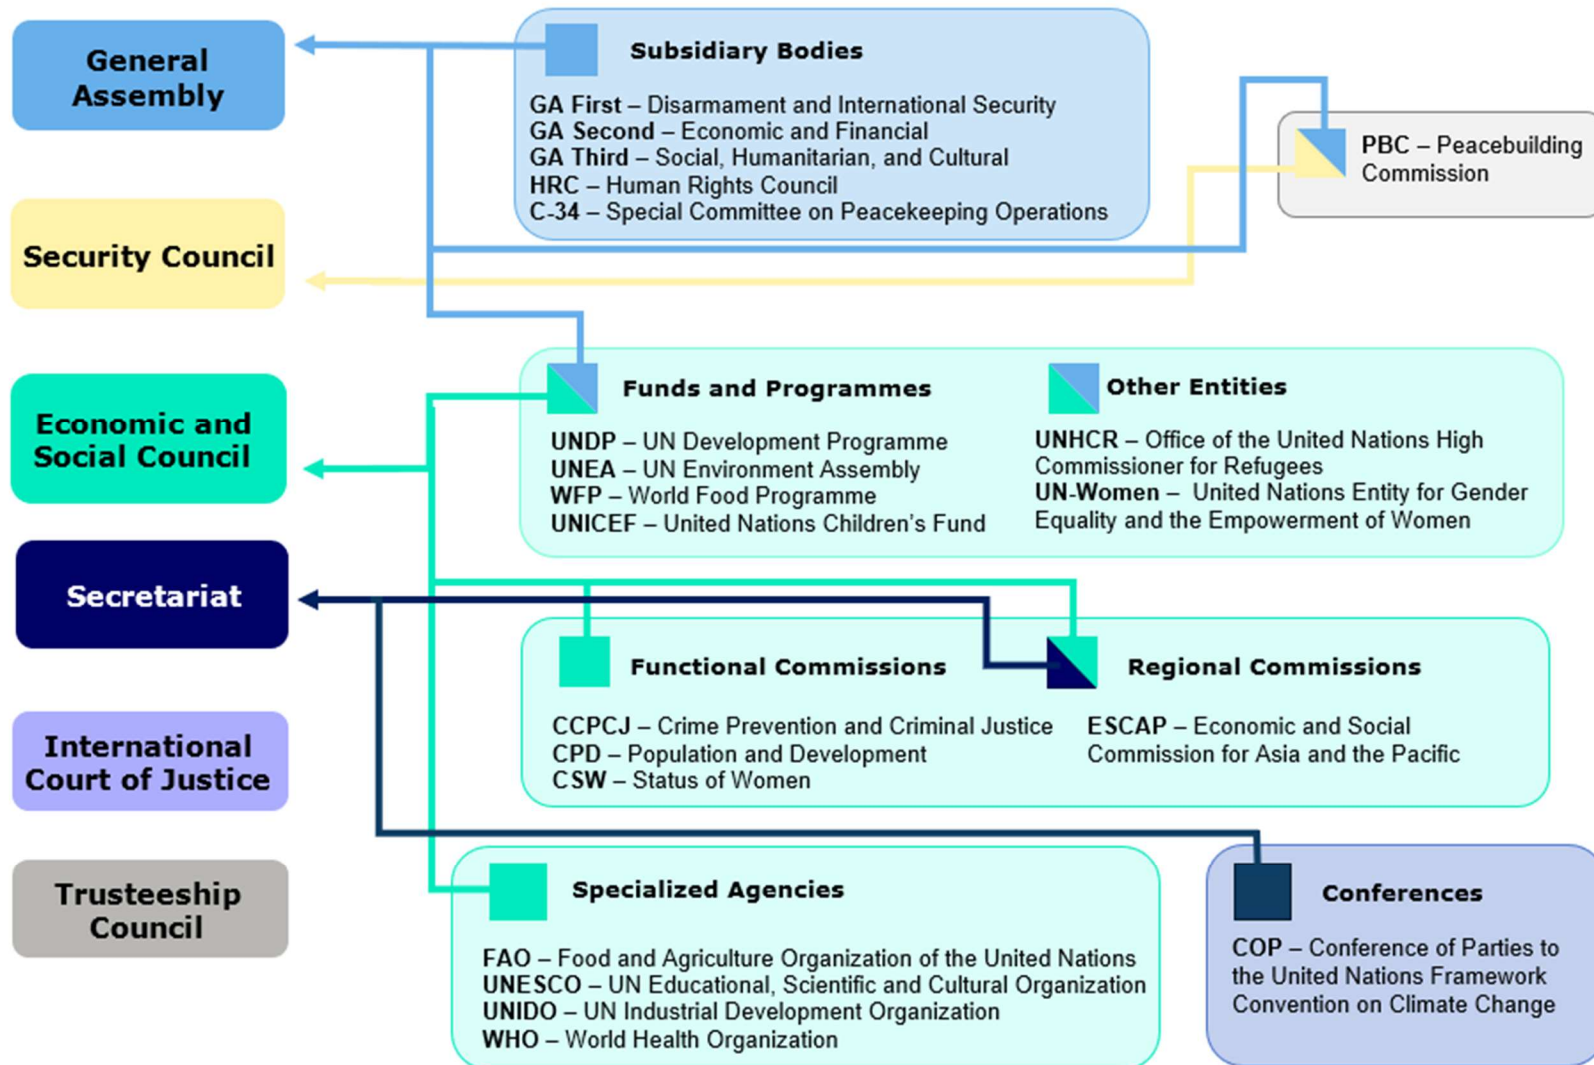 General
Assembly
Security Council
Economic and
Social Council
Secretariat
International
Court of Justice
Trusteeship
Council
Subsidiary Bodies
GA First – Disarmament and International Security
GA Second – Economic and Financial
GA Third – Social, Humanitarian, and Cultural
HRC – Human Rights Council
C-34 – Special Committee on Peacekeeping Operations
PBC – Peacebuilding
Commission
Funds and Programmes
UNDP – UN Development Programme
UNEA – UN Environment Assembly
WFP – World Food Programme
UNICEF – United Nations Children's Fund
Other Entities
UNHCR – Office of the United Nations High
Commissioner for Refugees
UN-Women – United Nations Entity for Gender
Equality and the Empowerment of Women
Functional Commissions
CCPCJ – Crime Prevention and Criminal Justice
CPD – Population and Development
CSW – Status of Women
Regional Commissions
ESCAP – Economic and Social
Commission for Asia and the Pacific
Specialized Agencies
FAO – Food and Agriculture Organization of the United Nations
UNESCO – UN Educational, Scientific and Cultural Organization
UNIDO – UN Industrial Development Organization
WHO – World Health Organization
Conferences
COP – Conference of Parties to
the United Nations Framework
Convention on Climate Change